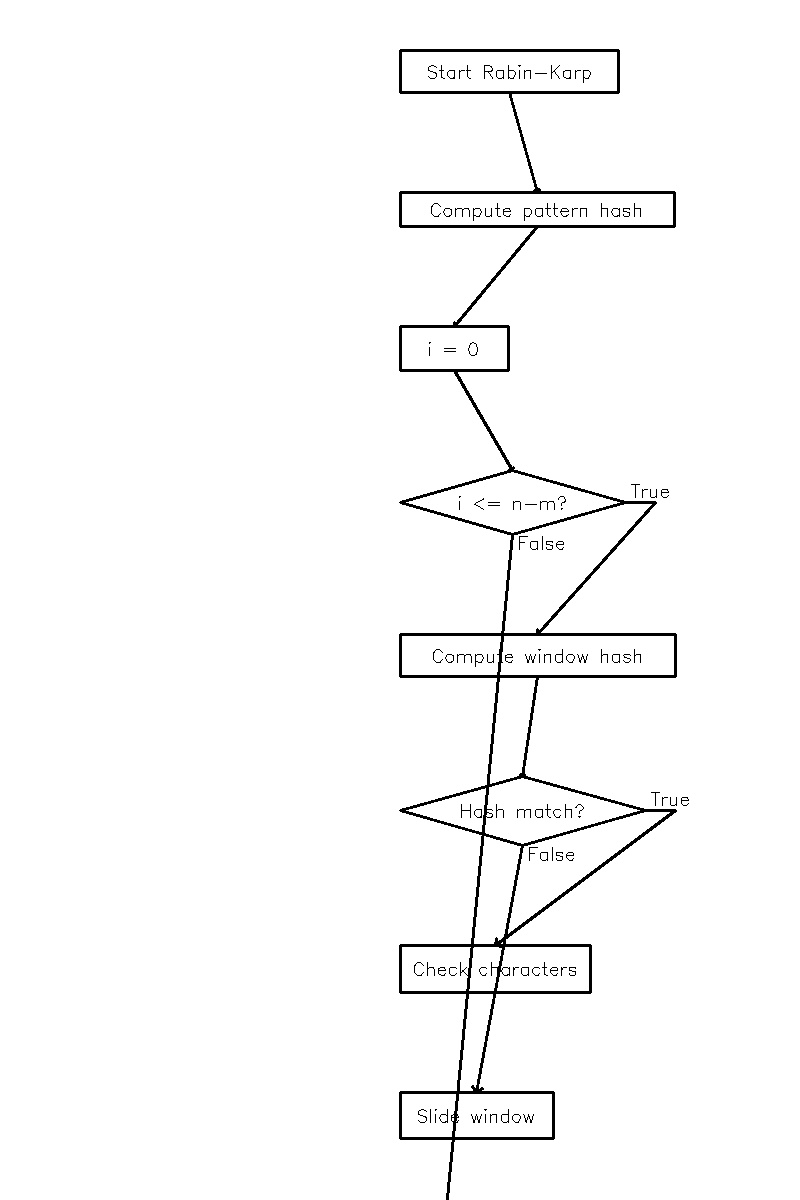 Start Rabin-Karp
Compute pattern hash
i = 0
True
i <= n-m?
False
Compute window hash
True
Hash match?
False
Check characters
Slide window